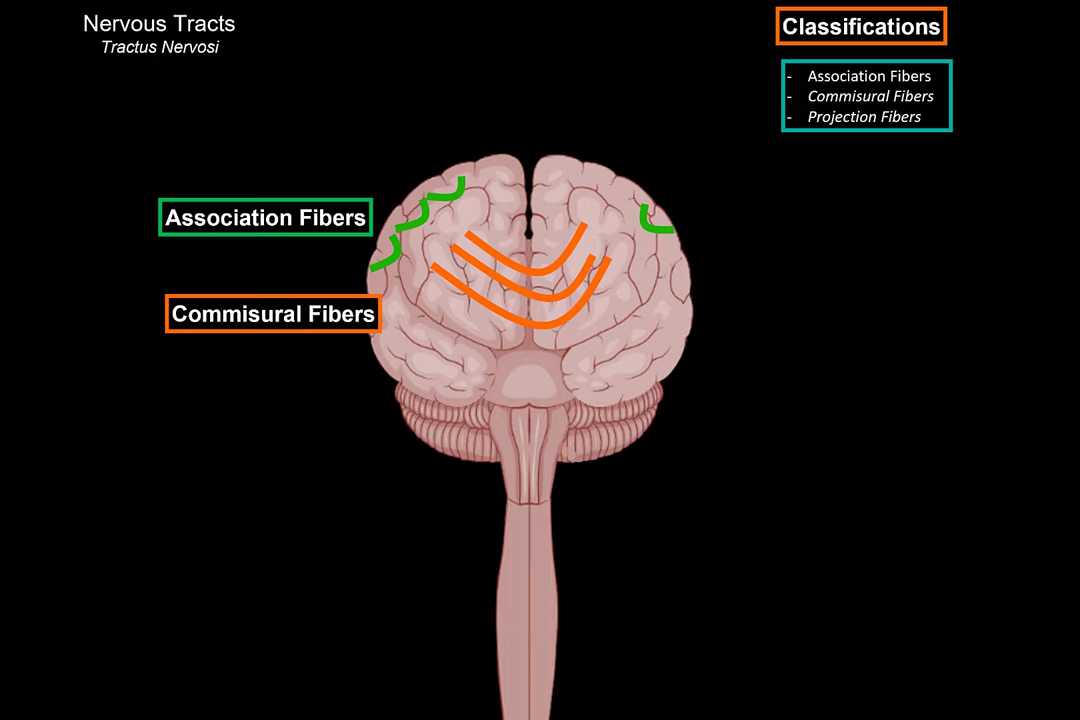 Nervous Tracts
Tractus Nervosi
Classifications
- Association Fibers
- Commisural Fibers
- Projection Fibers
Association Fibers
Commisural Fibers